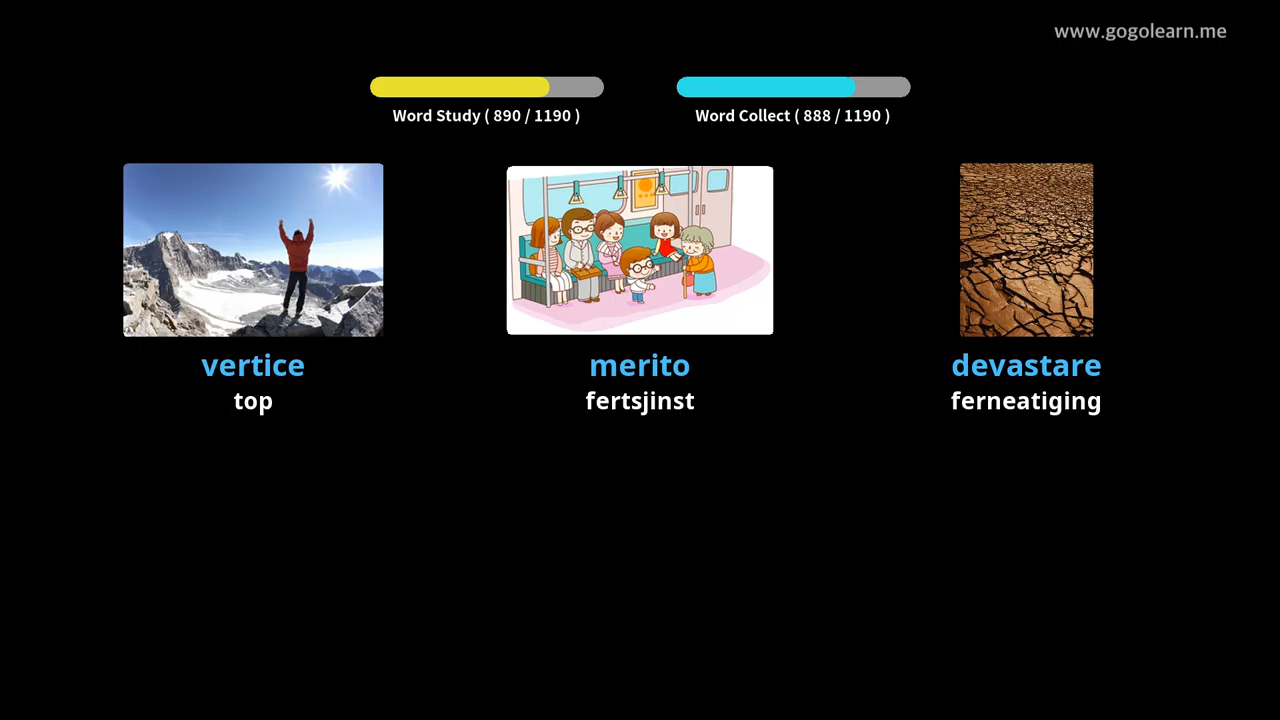 www.gogolearn.me
Word Study ( 890 / 1190 )
Word Collect ( 888 / 1190 )
vertice
top
merito
fertsjinst
devastare
ferneatiging